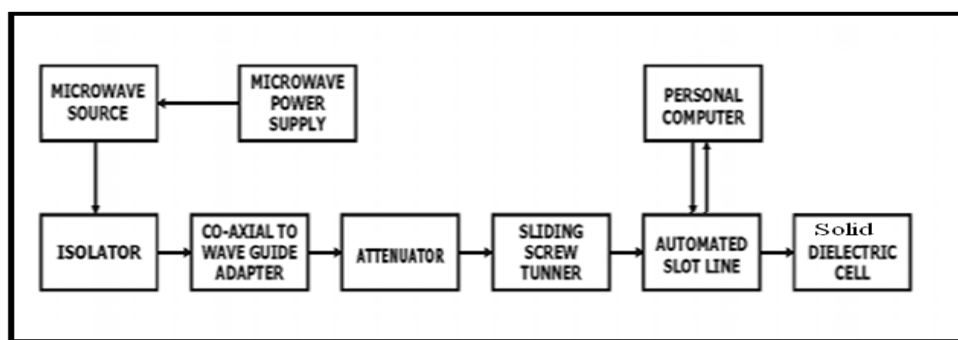 MICROWAVE
SOURCE
MICROWAVE
POWER
SUPPLY
PERSONAL
COMPUTER
ISOLATOR
CO-AXIAL TO
WAVE GUIDE
ADAPTER
ATTENUATOR
SLIDING
SCREW
TUNNER
AUTOMATED
SLOT LINE
Solid
DIELECTRIC
CELL